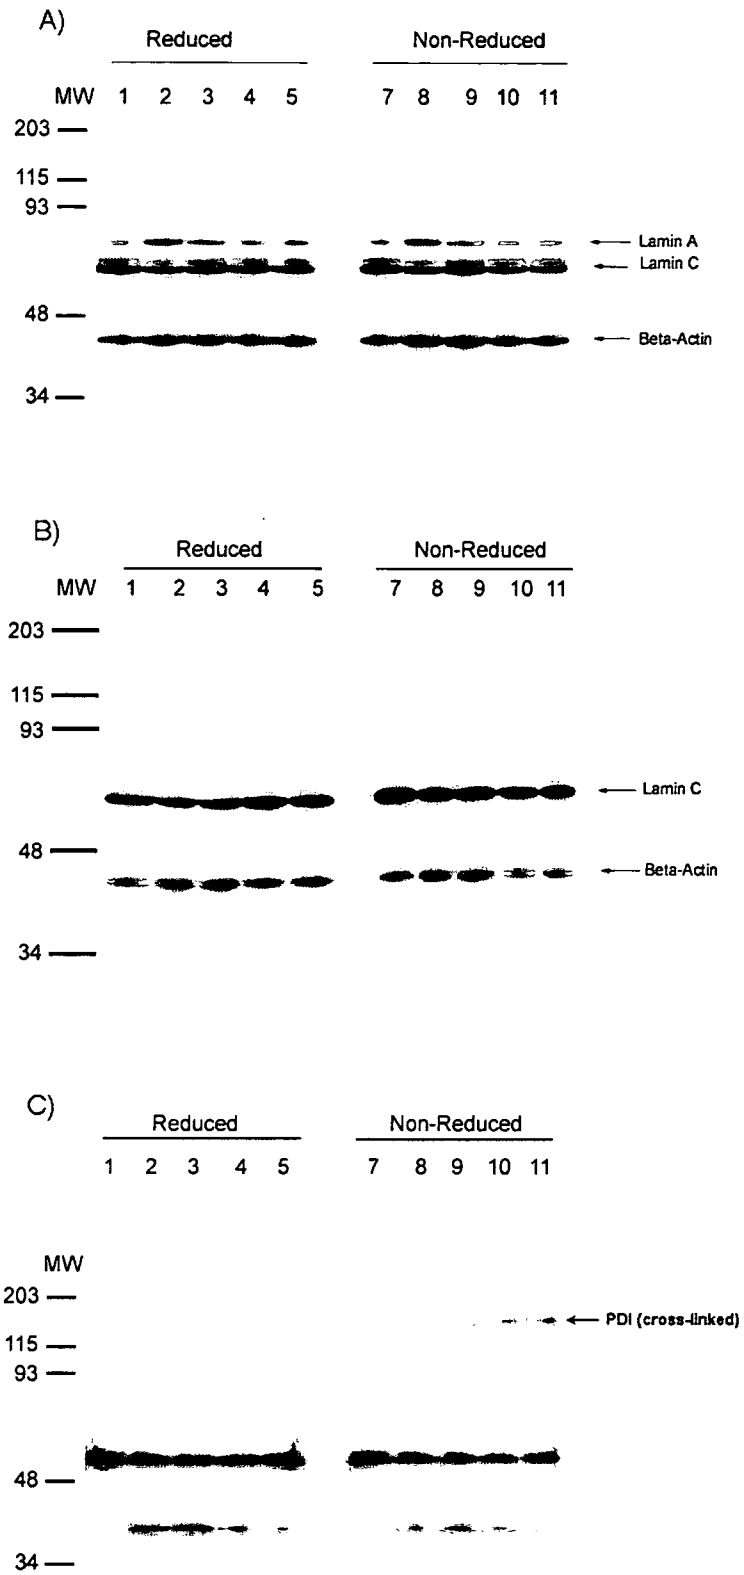 A)
Reduced Non-Reduced
MW 1 2 3 4 5 7 8 9 10 11
203
115
93
Lamin A
Lamin C
48
Beta-Actin
34
B)
Reduced Non-Reduced
MW 1 2 3 4 5 7 8 9 10 11
203
115
93
Lamin C
48
Beta-Actin
34
C)
Reduced Non-Reduced
1 2 3 4 5 7 8 9 10 11
MW
203
PDI (cross-linked)
115
93
48
34